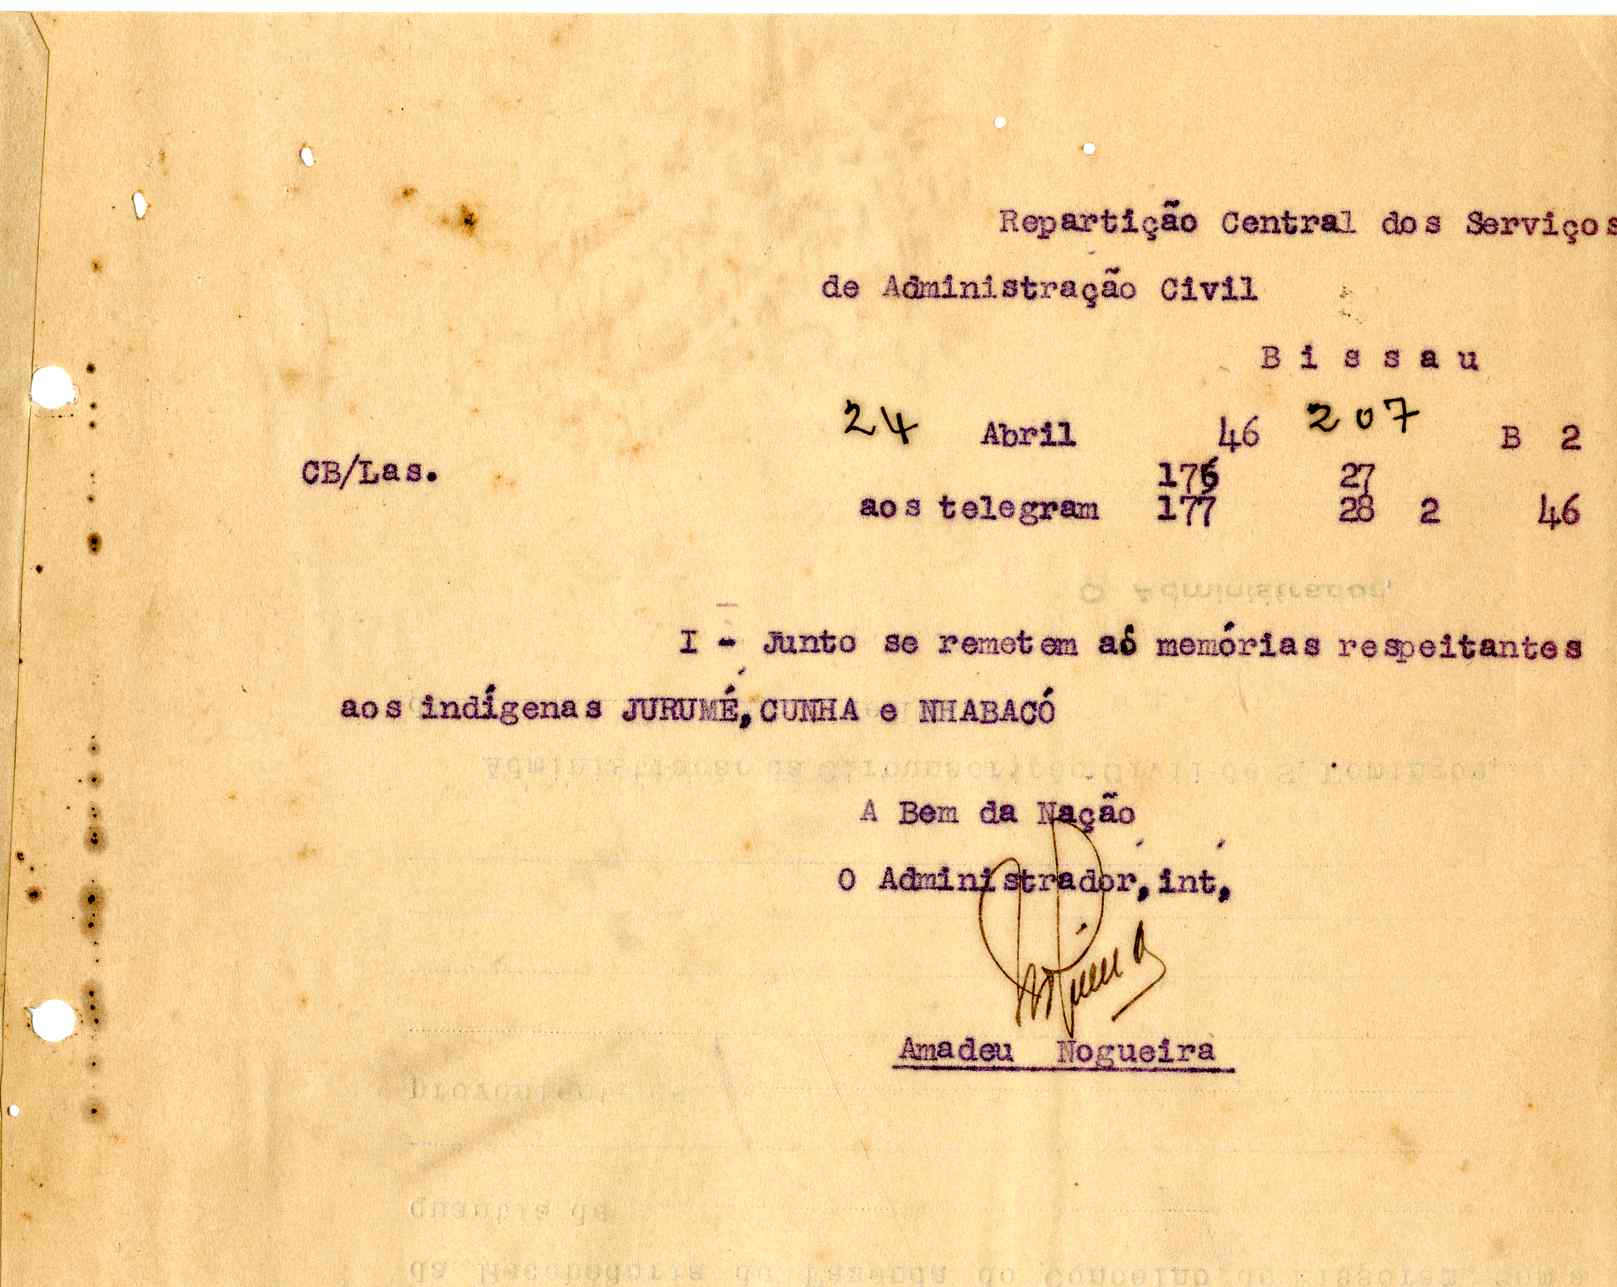 Repartição Central dos Serviços
de Administração Civil
B i s s a u
24 Abril 46 207 B 2
CB/Las.
176 27
aos telegram 177 28 2 46
I - Junto se remetem as memórias respeitantes
aos indígenas JURUMÉ, CUNHA e NHABACÓ
A Bem da Nação
O Administrador, int,
Amadeu Nogueira